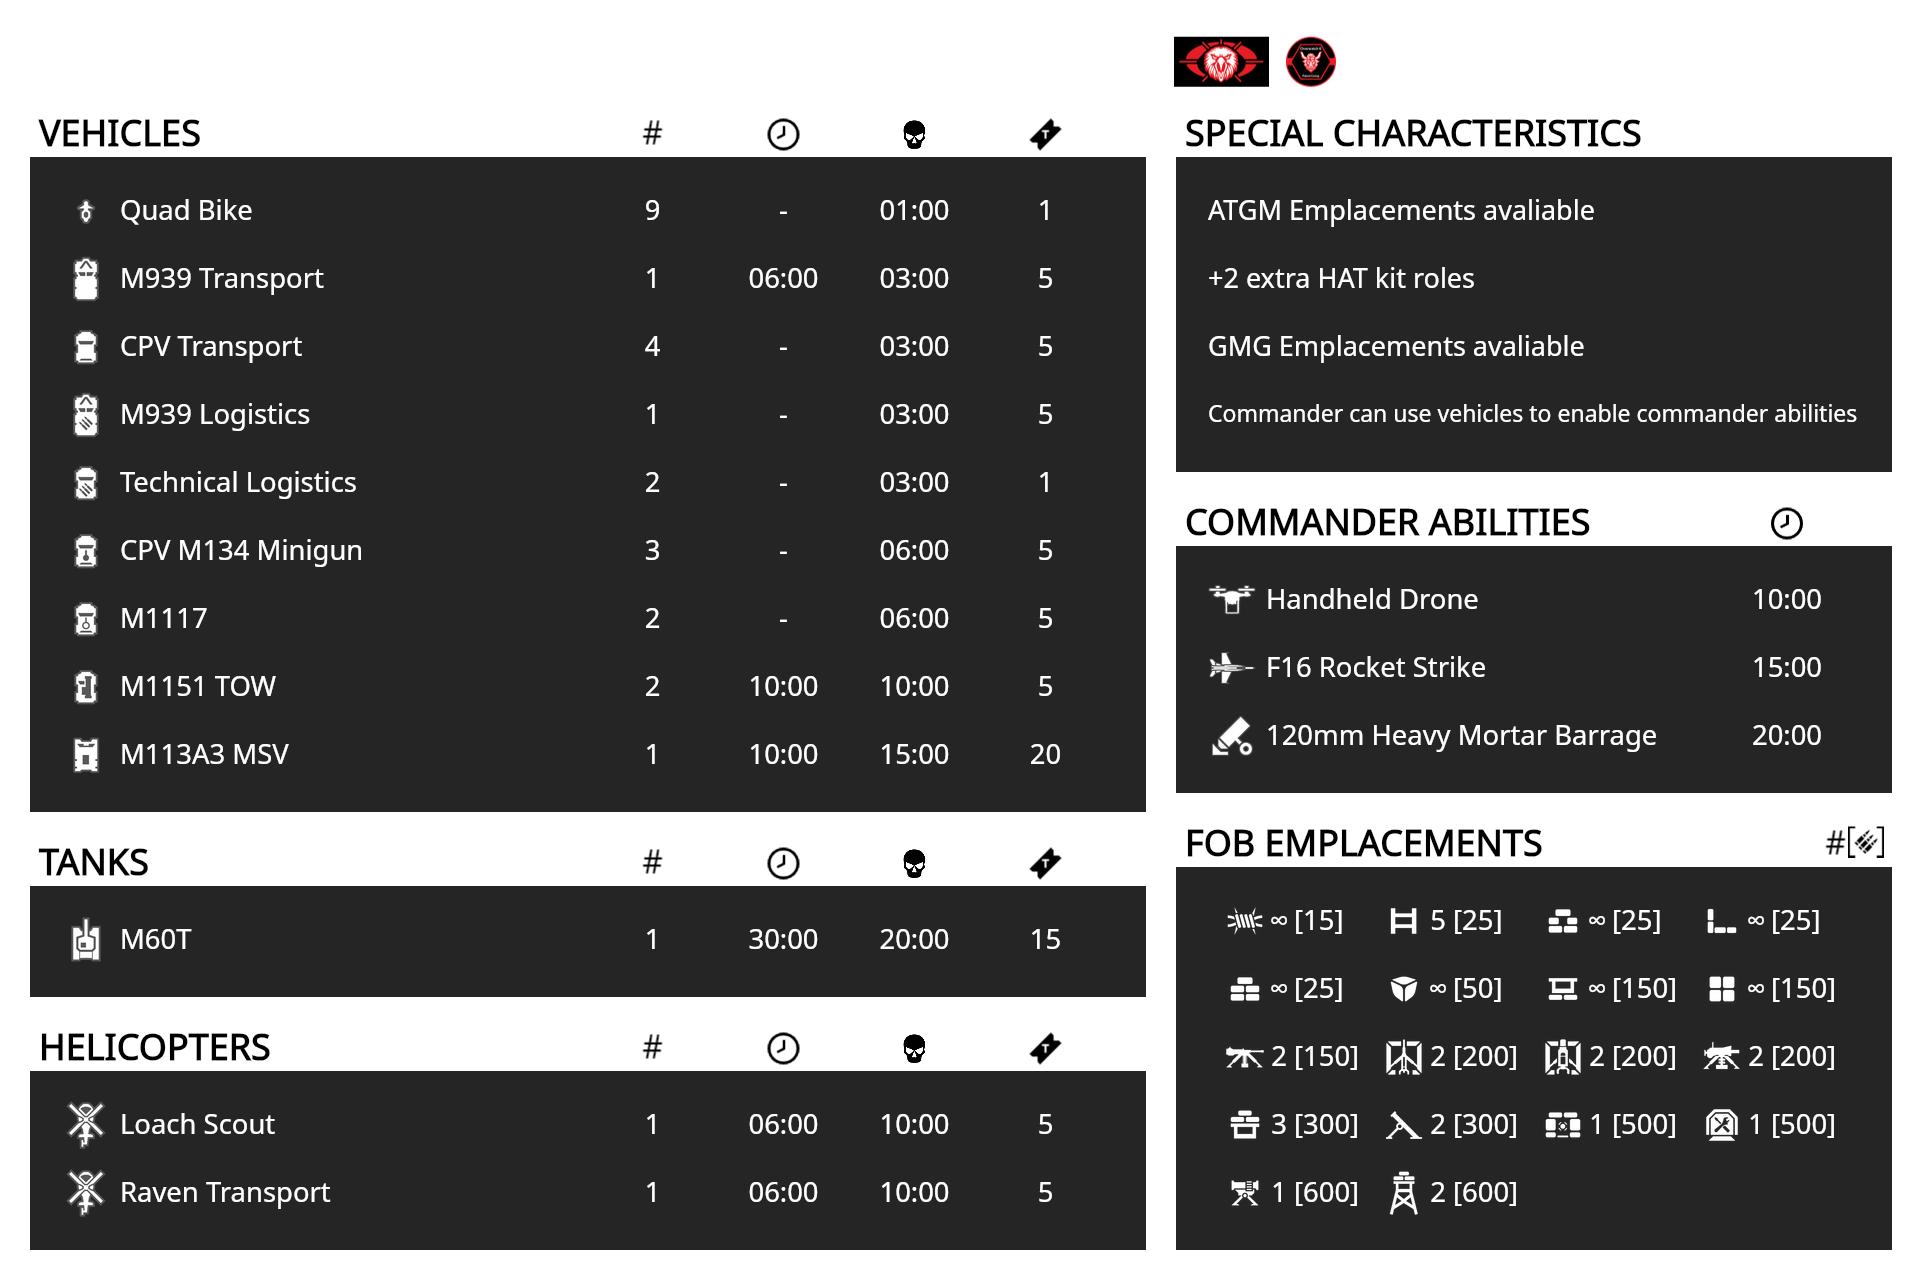 VEHICLES #
Quad Bike 9 - 01:00 1
M939 Transport 1 06:00 03:00 5
CPV Transport 4 - 03:00 5
M939 Logistics 1 - 03:00 5
Technical Logistics 2 - 03:00 1
CPV M134 Minigun 3 - 06:00 5
M1117 2 - 06:00 5
M1151 TOW 2 10:00 10:00 5
M113A3 MSV 1 10:00 15:00 20
TANKS #
M60T 1 30:00 20:00 15
HELICOPTERS #
Loach Scout 1 06:00 10:00 5
Raven Transport 1 06:00 10:00 5
SPECIAL CHARACTERISTICS
ATGM Emplacements avaliable
+2 extra HAT kit roles
GMG Emplacements avaliable
Commander can use vehicles to enable commander abilities
COMMANDER ABILITIES
Handheld Drone 10:00
F16 Rocket Strike 15:00
120mm Heavy Mortar Barrage 20:00
FOB EMPLACEMENTS #[ ]
∞ [15] 5 [25] ∞ [25] ∞ [25]
∞ [25] ∞ [50] ∞ [150] ∞ [150]
2 [150] 2 [200] 2 [200] 2 [200]
3 [300] 2 [300] 1 [500] 1 [500]
1 [600] 2 [600]